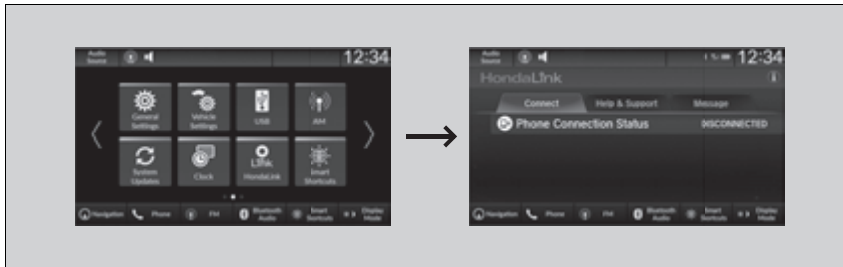 Audio
Source
12:34
General
Settings
Vehicle
Settings
USB
AM
System
Updates
Clock
Link
HondaLink
Smart
Shortcuts
Navigation
Phone
FM
Bluetooth
Audio
Smart
Shortcuts
Display
Mode
Audio
Source
12:34
HondaLink
Connect
Help & Support
Message
Phone Connection Status
DISCONNECTED
Navigation
Phone
FM
Bluetooth
Audio
Smart
Shortcuts
Display
Mode